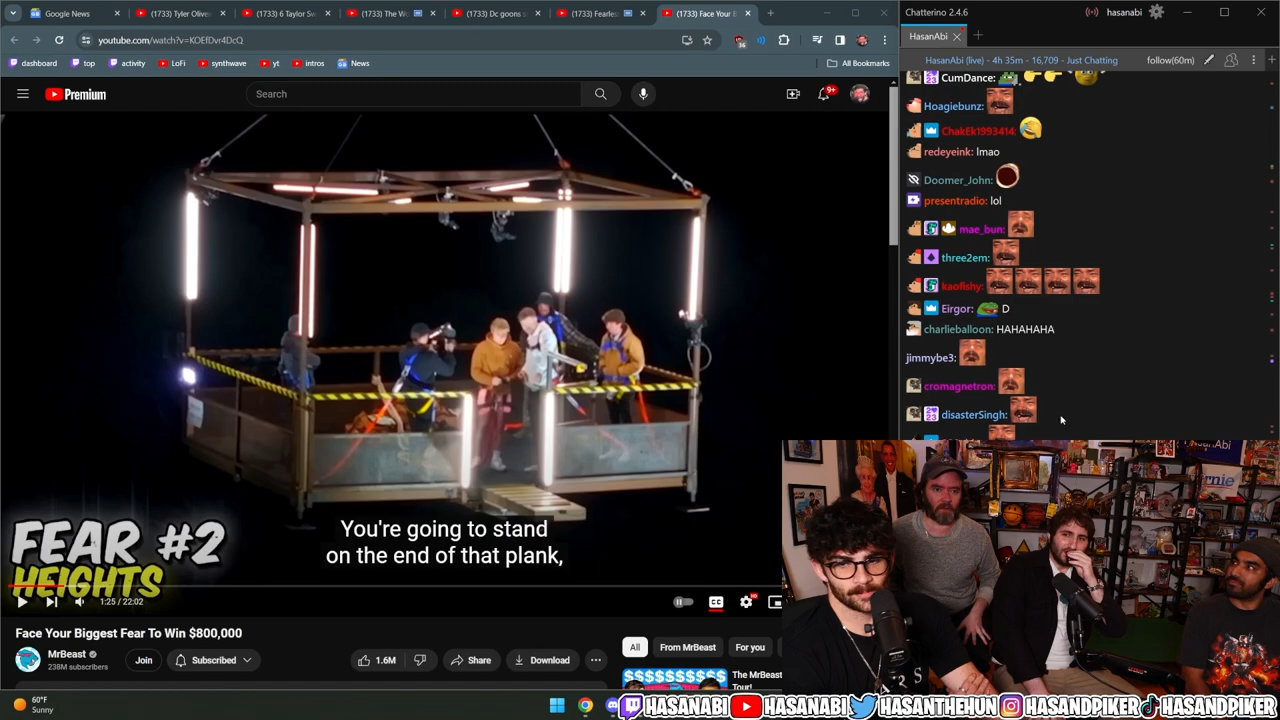 Google News
(1733) Tyler Olive
(1733) 6 Taylor Sw
(1733) The W
(1733) Dc goons s
(1733) Fearles
(1733) Face Your B
youtube.com/watch?v=KOEfDvr4DcQ
dashboard
top
activity
LoFi
synthwave
yt
intros
News
All Bookmarks
Premium
Search
9+
FEAR #2
HEIGHTS
You're going to stand
on the end of that plank,
1:25 / 22:02
Face Your Biggest Fear To Win $800,000
MrBeast
238M subscribers
Join
Subscribed
1.6M
Share
Download
All
From MrBeast
For you
$$$$$$$$$
The MrBeast
Tour!
60°F
Sunny
Chatterino 2.4.6
hasanabi
HasanAbi
HasanAbi (live) - 4h 35m - 16,709 - Just Chatting
follow(60m)
CumDance:
Hoagiebunz:
ChakEk1993414:
redeyeink: lmao
Doomer_John:
presentradio: lol
mae_bun:
three2em:
kaofishy:
Eirgor: D
charlieballoon: HAHAHAHA
jimmybe3:
cromagnetron:
disasterSingh:
HASANABI
HASANABI
HASANTHEHUN
HASANDPIKER
HASANDPIKER